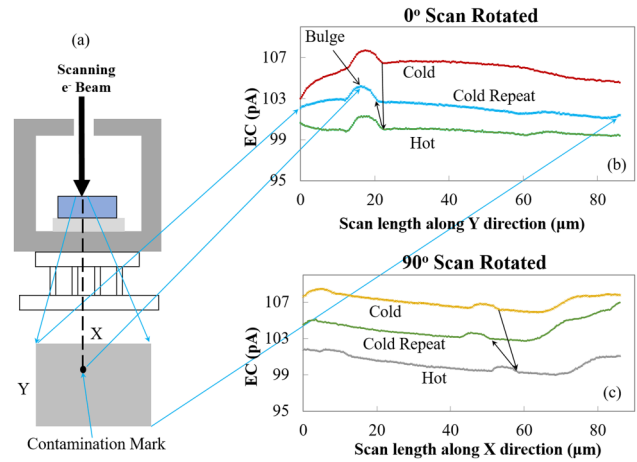 (a)
Scanning
e- Beam
X
Y
Contamination Mark
0° Scan Rotated
Bulge
107
103
99
95
EC (pA)
Cold
Cold Repeat
Hot
(b)
0 20 40 60 80
Scan length along Y direction (µm)
90° Scan Rotated
107
103
99
95
EC (pA)
Cold
Cold Repeat
Hot
(c)
0 20 40 60 80
Scan length along X direction (µm)